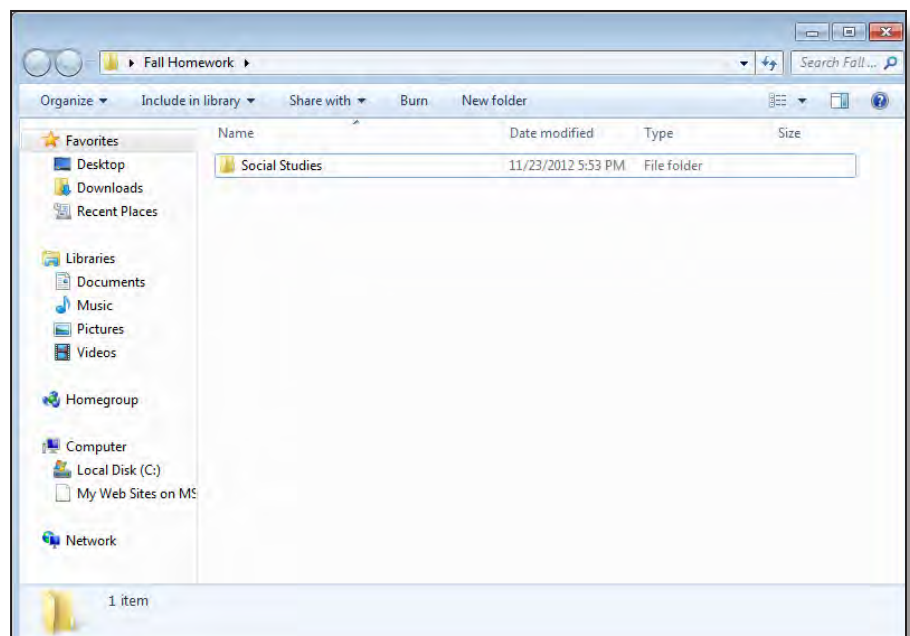 Fall Homework
Search Fall ...
Organize Include in library Share with Burn New folder
Favorites
Desktop
Downloads
Recent Places
Libraries
Documents
Music
Pictures
Videos
Homegroup
Computer
Local Disk (C:)
My Web Sites on MS
Network
Name Date modified Type Size
Social Studies 11/23/2012 5:53 PM File folder
1 item